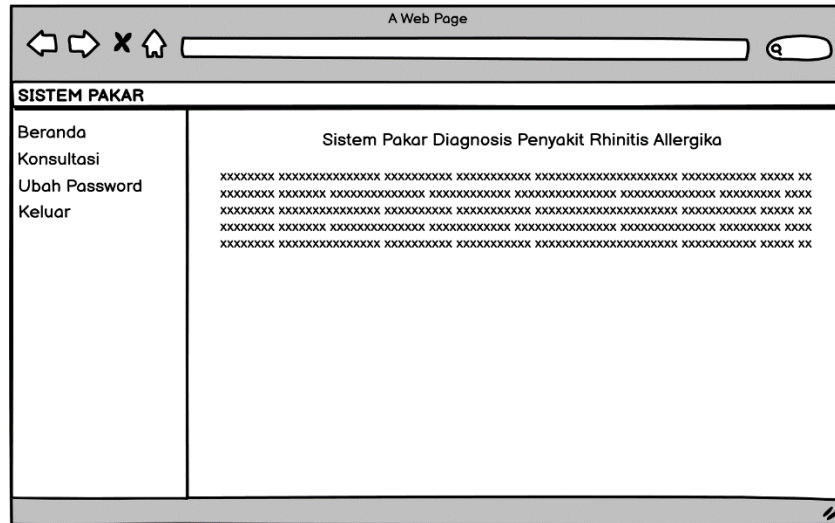 A Web Page
SISTEM PAKAR
Beranda
Konsultasi
Ubah Password
Keluar
Sistem Pakar Diagnosis Penyakit Rhinitis Allergika
xxxxxxxx xxxxxxxxxxxxxxx xxxxxxxxxx xxxxxxxxxxx xxxxxxxxxxxxxxxxxxxxx xxxxxxxxxxx xxxxx xx
xxxxxxxx xxxxxxx xxxxxxxxxxxxxx xxxxxxxxxxxx xxxxxxxxxxxxxxxx xxxxxxxxxxxxxx xxxxxxxxx xxxx
xxxxxxxx xxxxxxxxxxxxxxx xxxxxxxxxx xxxxxxxxxxx xxxxxxxxxxxxxxxxxxxxx xxxxxxxxxxx xxxxx xx
xxxxxxxx xxxxxxx xxxxxxxxxxxxxx xxxxxxxxxxxx xxxxxxxxxxxxxxxx xxxxxxxxxxxxxx xxxxxxxxx xxxx
xxxxxxxx xxxxxxxxxxxxxxx xxxxxxxxxx xxxxxxxxxxx xxxxxxxxxxxxxxxxxxxxx xxxxxxxxxxx xxxxx xx